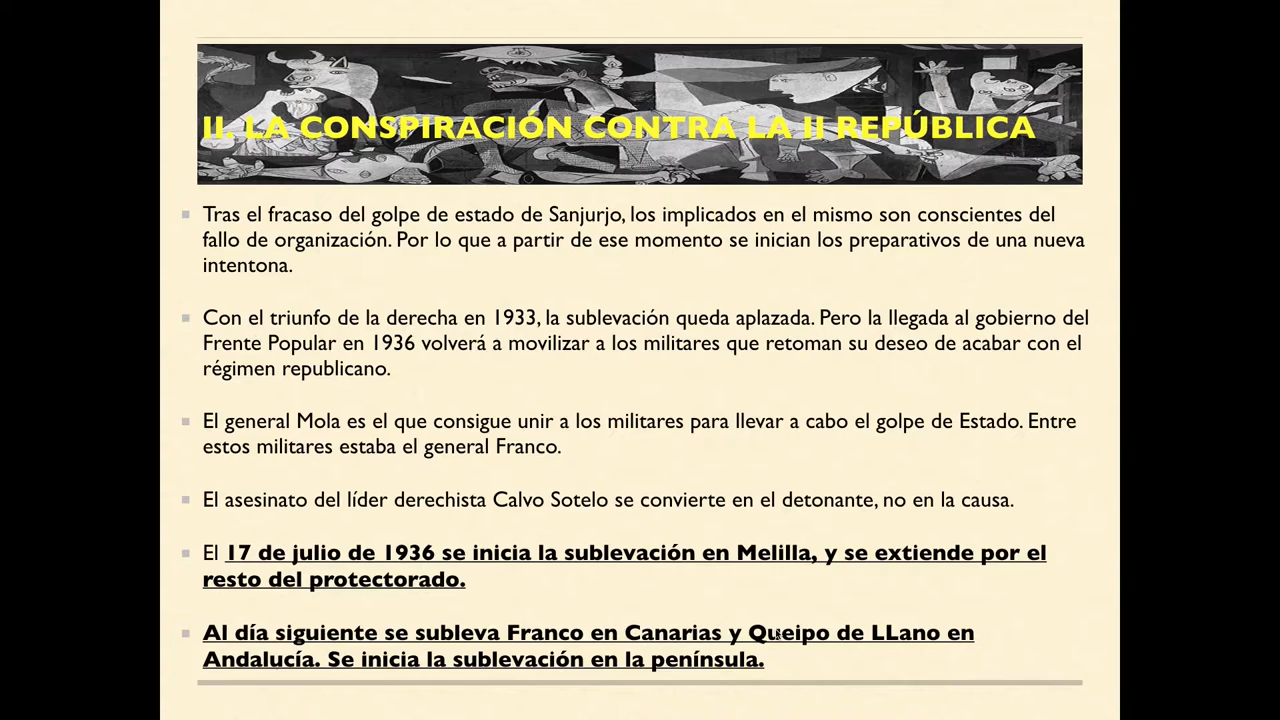 II. LA CONSPIRACIÓN CONTRA LA II REPÚBLICA
Tras el fracaso del golpe de estado de Sanjurjo, los implicados en el mismo son conscientes del
fallo de organización. Por lo que a partir de ese momento se inician los preparativos de una nueva
intentona.
Con el triunfo de la derecha en 1933, la sublevación queda aplazada. Pero la llegada al gobierno del
Frente Popular en 1936 volverá a movilizar a los militares que retoman su deseo de acabar con el
régimen republicano.
El general Mola es el que consigue unir a los militares para llevar a cabo el golpe de Estado. Entre
estos militares estaba el general Franco.
El asesinato del líder derechista Calvo Sotelo se convierte en el detonante, no en la causa.
El 17 de julio de 1936 se inicia la sublevación en Melilla, y se extiende por el
resto del protectorado.
Al día siguiente se subleva Franco en Canarias y Queipo de LLano en
Andalucía. Se inicia la sublevación en la península.